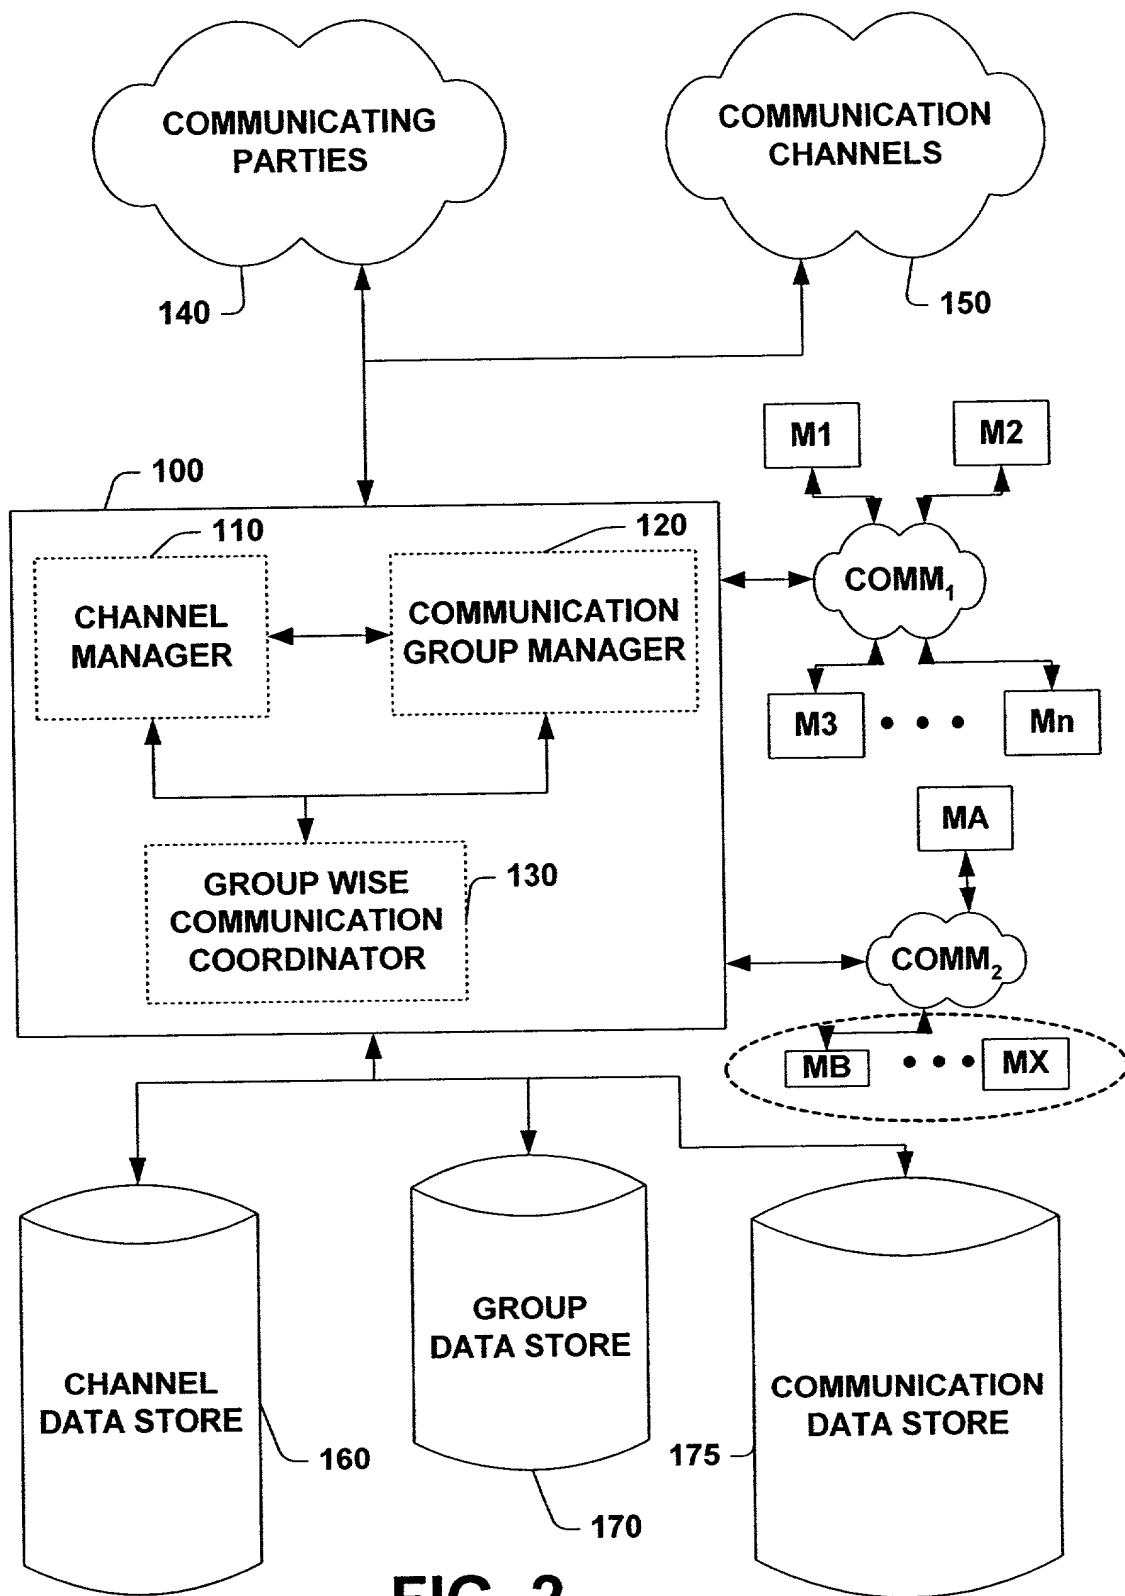 COMMUNICATING
PARTIES
COMMUNICATION
CHANNELS
140
150
M1
M2
100
110
120
CHANNEL
MANAGER
COMMUNICATION
GROUP MANAGER
COMM1
M3
• • •
Mn
MA
GROUP WISE
COMMUNICATION
COORDINATOR
130
COMM2
MB
• • •
MX
CHANNEL
DATA STORE
160
GROUP
DATA STORE
170
COMMUNICATION
DATA STORE
175
FIG. 2